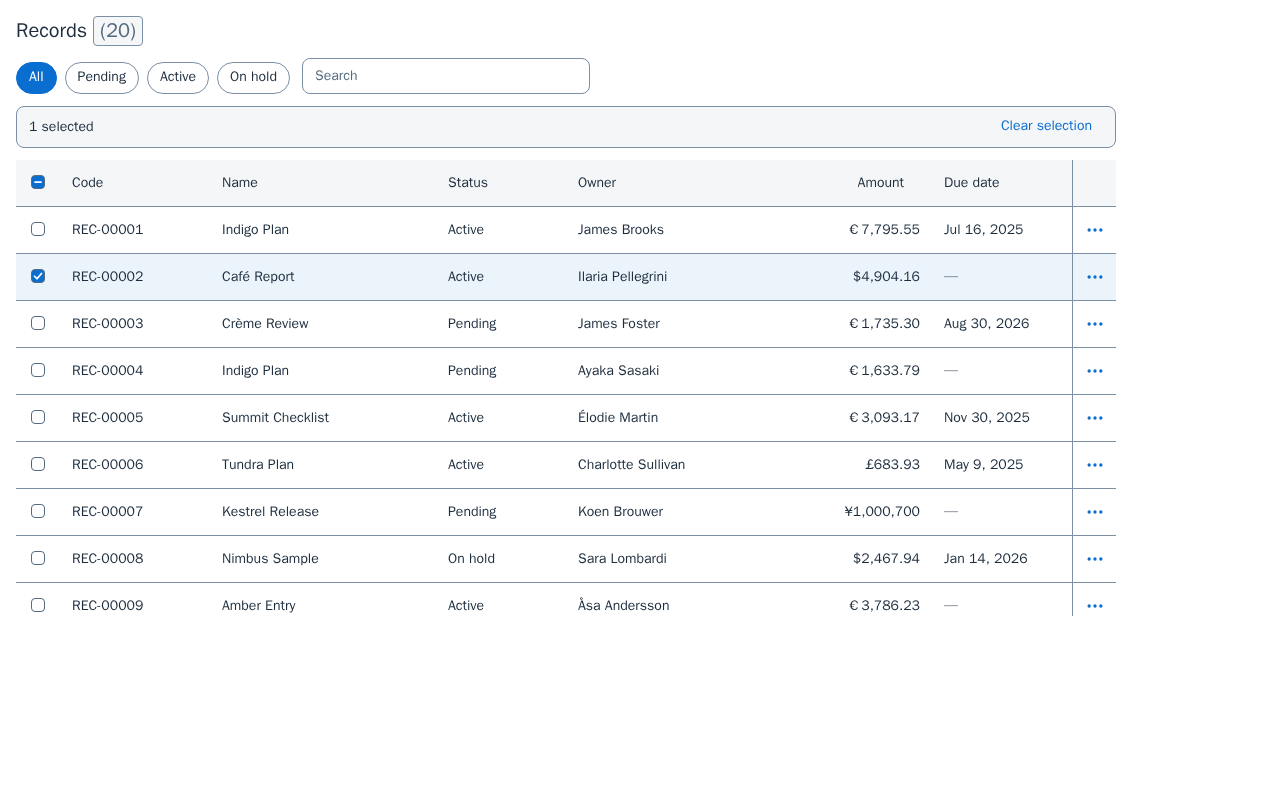 Records (20)
All Pending Active On hold Search
1 selected Clear selection
Code Name Status Owner Amount Due date
REC-00001 Indigo Plan Active James Brooks € 7,795.55 Jul 16, 2025
REC-00002 Café Report Active Ilaria Pellegrini $4,904.16 —
REC-00003 Crème Review Pending James Foster € 1,735.30 Aug 30, 2026
REC-00004 Indigo Plan Pending Ayaka Sasaki € 1,633.79 —
REC-00005 Summit Checklist Active Élodie Martin € 3,093.17 Nov 30, 2025
REC-00006 Tundra Plan Active Charlotte Sullivan £683.93 May 9, 2025
REC-00007 Kestrel Release Pending Koen Brouwer ¥1,000,700 —
REC-00008 Nimbus Sample On hold Sara Lombardi $2,467.94 Jan 14, 2026
REC-00009 Amber Entry Active Åsa Andersson € 3,786.23 —